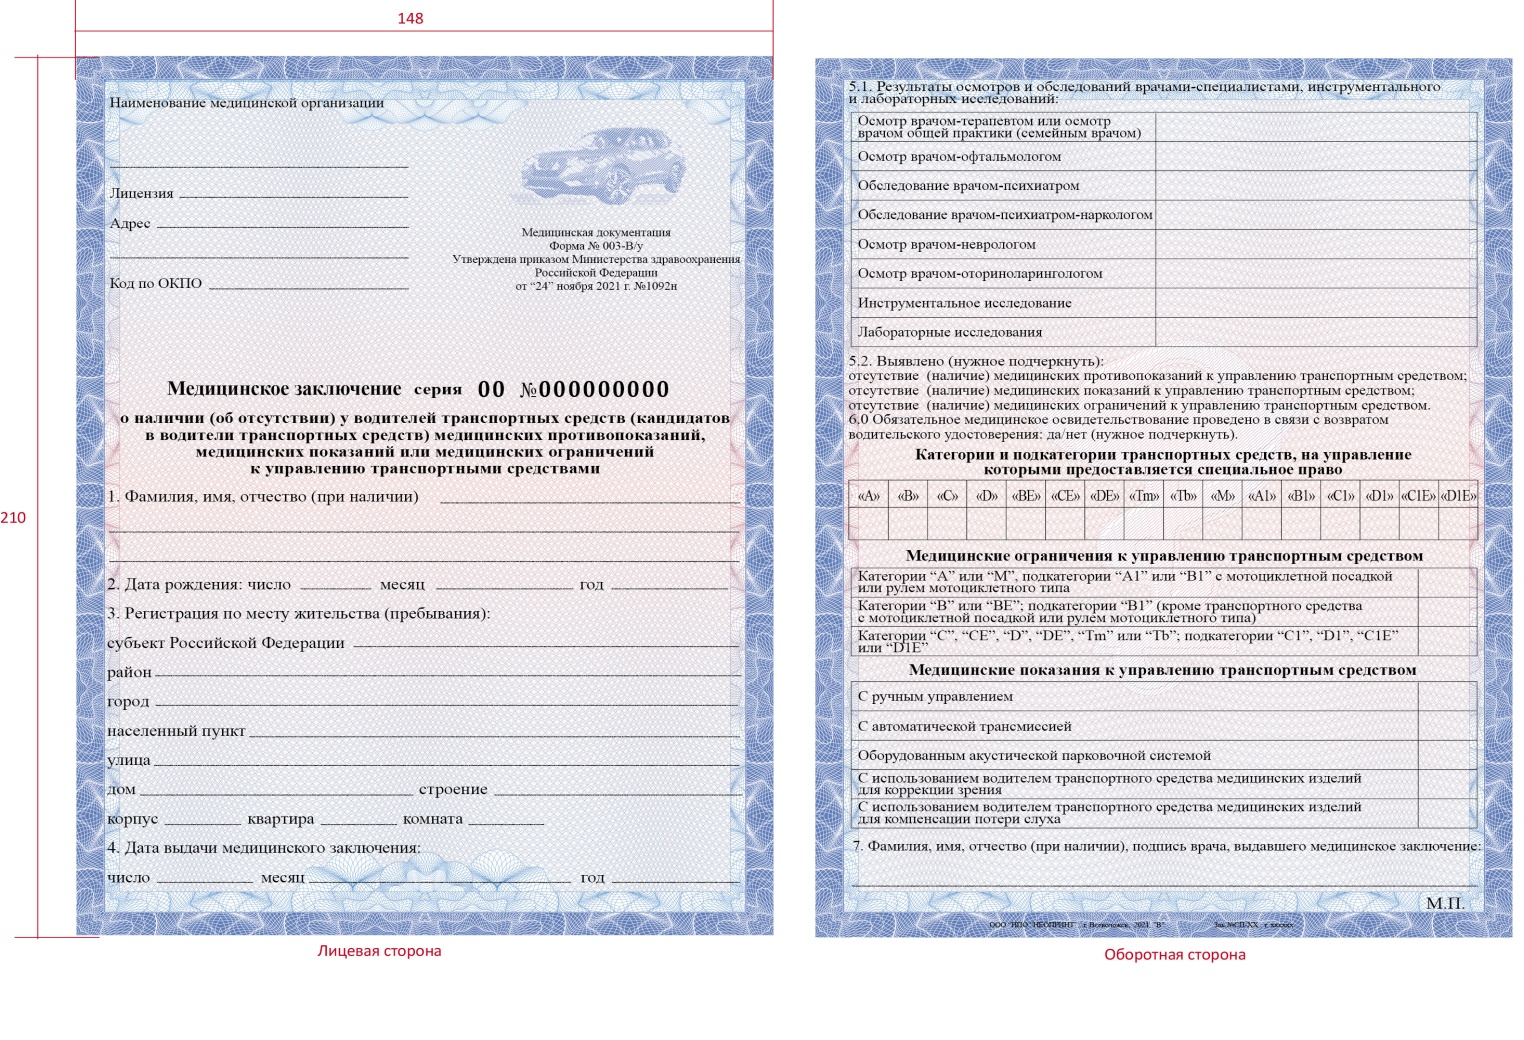 148
210
Наименование медицинской организации
Лицензия
Адрес
Код по ОКПО
Медицинская документация
Форма № 003-В/у
Утверждена приказом Министерства здравоохранения
Российской Федерации
от “24” ноября 2021 г. №1092н
Медицинское заключение серия 00 №000000000
о наличии (об отсутствии) у водителей транспортных средств (кандидатов
в водители транспортных средств) медицинских противопоказаний,
медицинских показаний или медицинских ограничений
к управлению транспортными средствами
1. Фамилия, имя, отчество (при наличии)
2. Дата рождения: число месяц год
3. Регистрация по месту жительства (пребывания):
субъект Российской Федерации
район
город
населенный пункт
улица
дом строение
корпус квартира комната
4. Дата выдачи медицинского заключения:
число месяц год
Лицевая сторона
5.1. Результаты осмотров и обследований врачами-специалистами, инструментального
и лабораторных исследований:
Осмотр врачом-терапевтом или осмотр
врачом общей практики (семейным врачом)
Осмотр врачом-офтальмологом
Обследование врачом-психиатром
Обследование врачом-психиатром-наркологом
Осмотр врачом-неврологом
Осмотр врачом-оториноларингологом
Инструментальное исследование
Лабораторные исследования
5.2. Выявлено (нужное подчеркнуть):
отсутствие (наличие) медицинских противопоказаний к управлению транспортным средством;
отсутствие (наличие) медицинских показаний к управлению транспортным средством;
отсутствие (наличие) медицинских ограничений к управлению транспортным средством.
6.0 Обязательное медицинское освидетельствование проведено в связи с возвратом
водительского удостоверения: да/нет (нужное подчеркнуть).
Категории и подкатегории транспортных средств, на управление
которыми предоставляется специальное право
«A» «B» «C» «D» «BE» «CE» «DE» «Tm» «Tb» «M» «A1» «B1» «C1» «D1» «C1E» «D1E»
Медицинские ограничения к управлению транспортным средством
Категории “А” или “М”, подкатегории “А1” или “В1” с мотоциклетной посадкой
или рулем мотоциклетного типа
Категории “В” или “ВЕ”; подкатегории “В1” (кроме транспортного средства
с мотоциклетной посадкой или рулем мотоциклетного типа)
Категории “С”, “СЕ”, “D”, “DE”, “Tm” или “Tb”; подкатегории “С1”, “D1”, “С1Е”
или “D1E”
Медицинские показания к управлению транспортным средством
С ручным управлением
С автоматической трансмиссией
Оборудованным акустической парковочной системой
С использованием водителем транспортного средства медицинских изделий
для коррекции зрения
С использованием водителем транспортного средства медицинских изделий
для компенсации потери слуха
7. Фамилия, имя, отчество (при наличии), подпись врача, выдавшего медицинское заключение:
М.П.
ООО "НПО "НЕОПРИНТ" 2021 "В"
Оборотная сторона